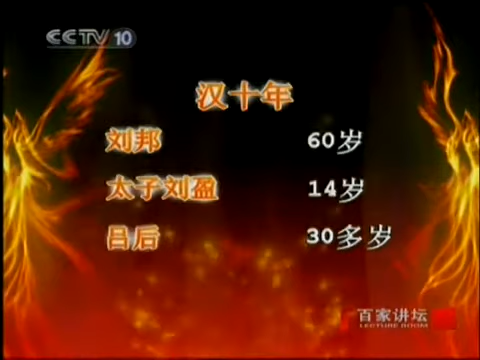 CCTV 10
汉十年
刘邦 60岁
太子刘盈 14岁
吕后 30多岁
百家讲坛
LECTURE ROOM